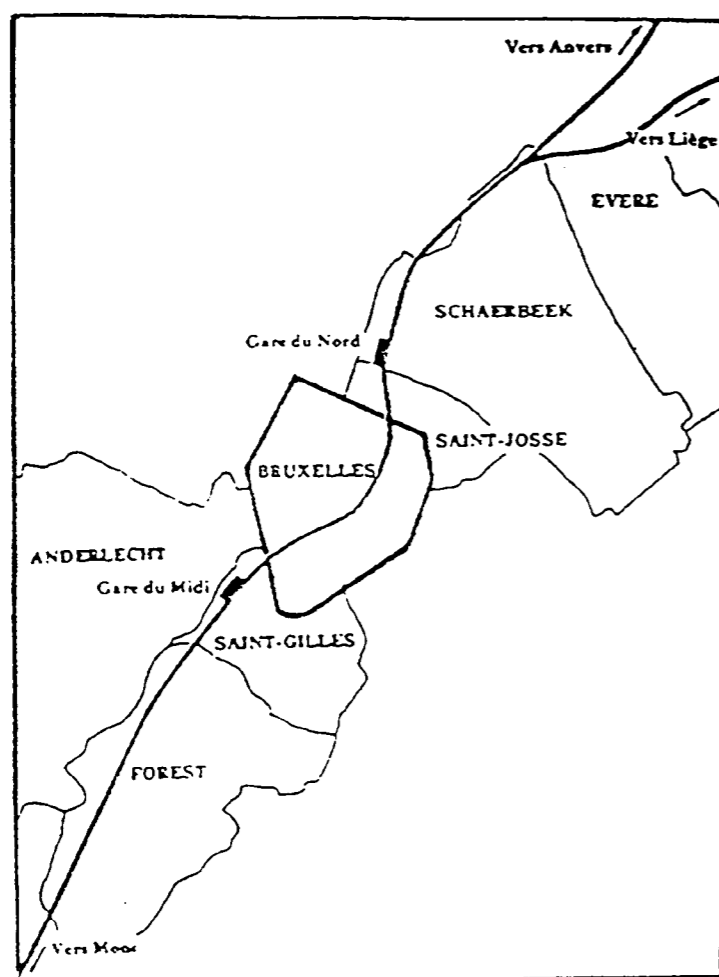 Vers Anvers
Vers Liège
EVERE
SCHAERBEEK
Gare du Nord
SAINT-JOSSE
BRUXELLES
ANDERLECHT
Gare du Midi
SAINT-GILLES
FOREST
Vers Mons